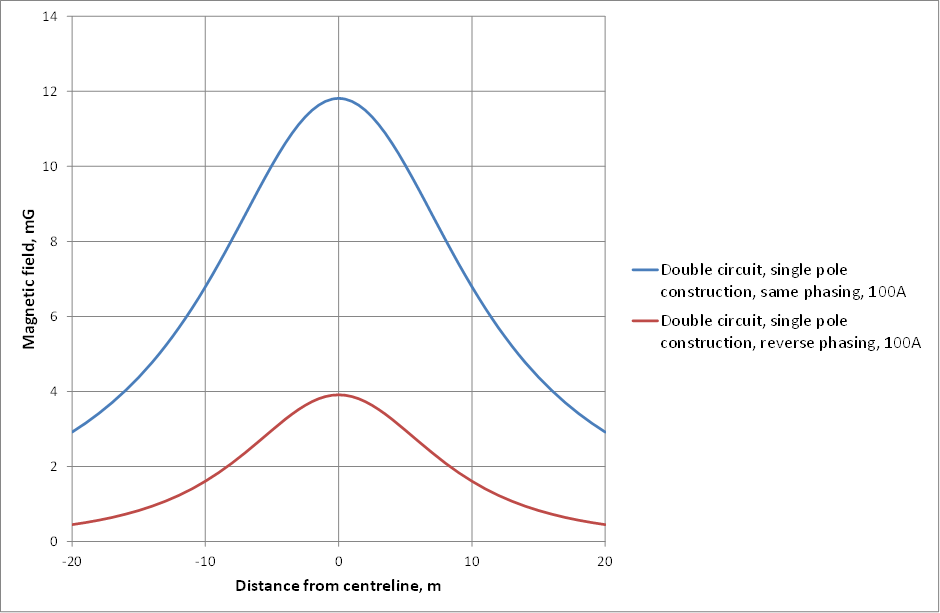 14
12
10
8
6
4
2
0
-20 -10 0 10 20
Magnetic field, mG
Distance from centreline, m
Double circuit, single pole
construction, same phasing, 100A
Double circuit, single pole
construction, reverse phasing, 100A